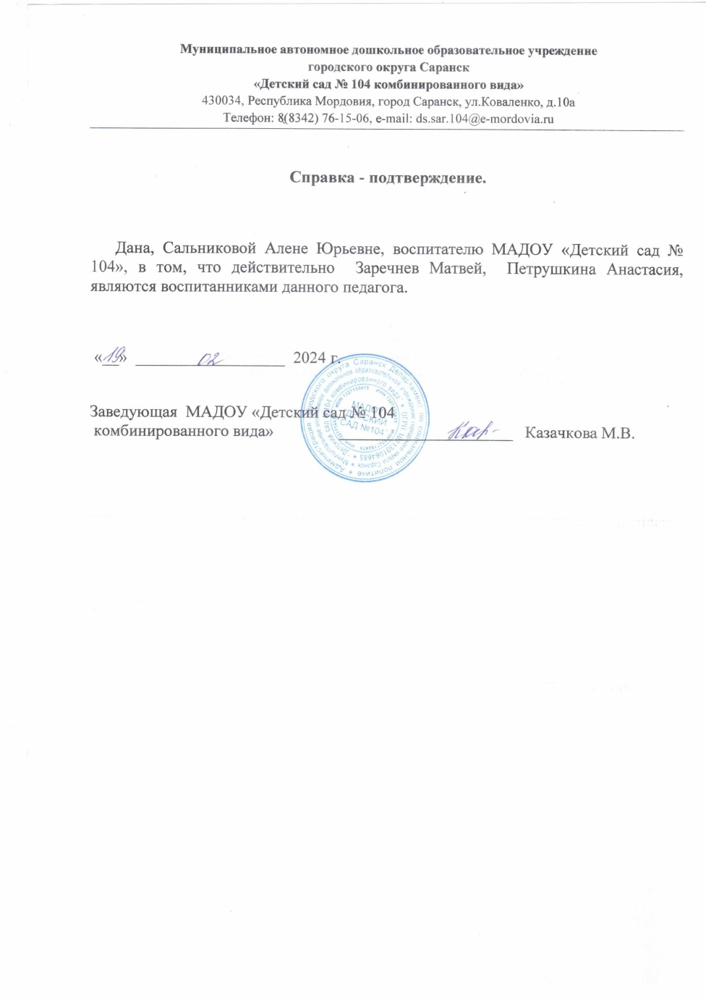 Муниципальное автономное дошкольное образовательное учреждение
городского округа Саранск
«Детский сад № 104 комбинированного вида»
430034, Республика Мордовия, город Саранск, ул.Коваленко, д.10а
Телефон: 8(8342) 76-15-06, e-mail: ds.sar.104@e-mordovia.ru
Справка - подтверждение.
Дана, Сальниковой Алене Юрьевне, воспитателю МАДОУ «Детский сад №
104», в том, что действительно Заречнев Матвей, Петрушкина Анастасия,
являются воспитанниками данного педагога.
«19» 02 2024 г.
Заведующая МАДОУ «Детский сад № 104
комбинированного вида» Казачкова М.В.
МАДОУ
ДЕТСКИЙ
САД №104